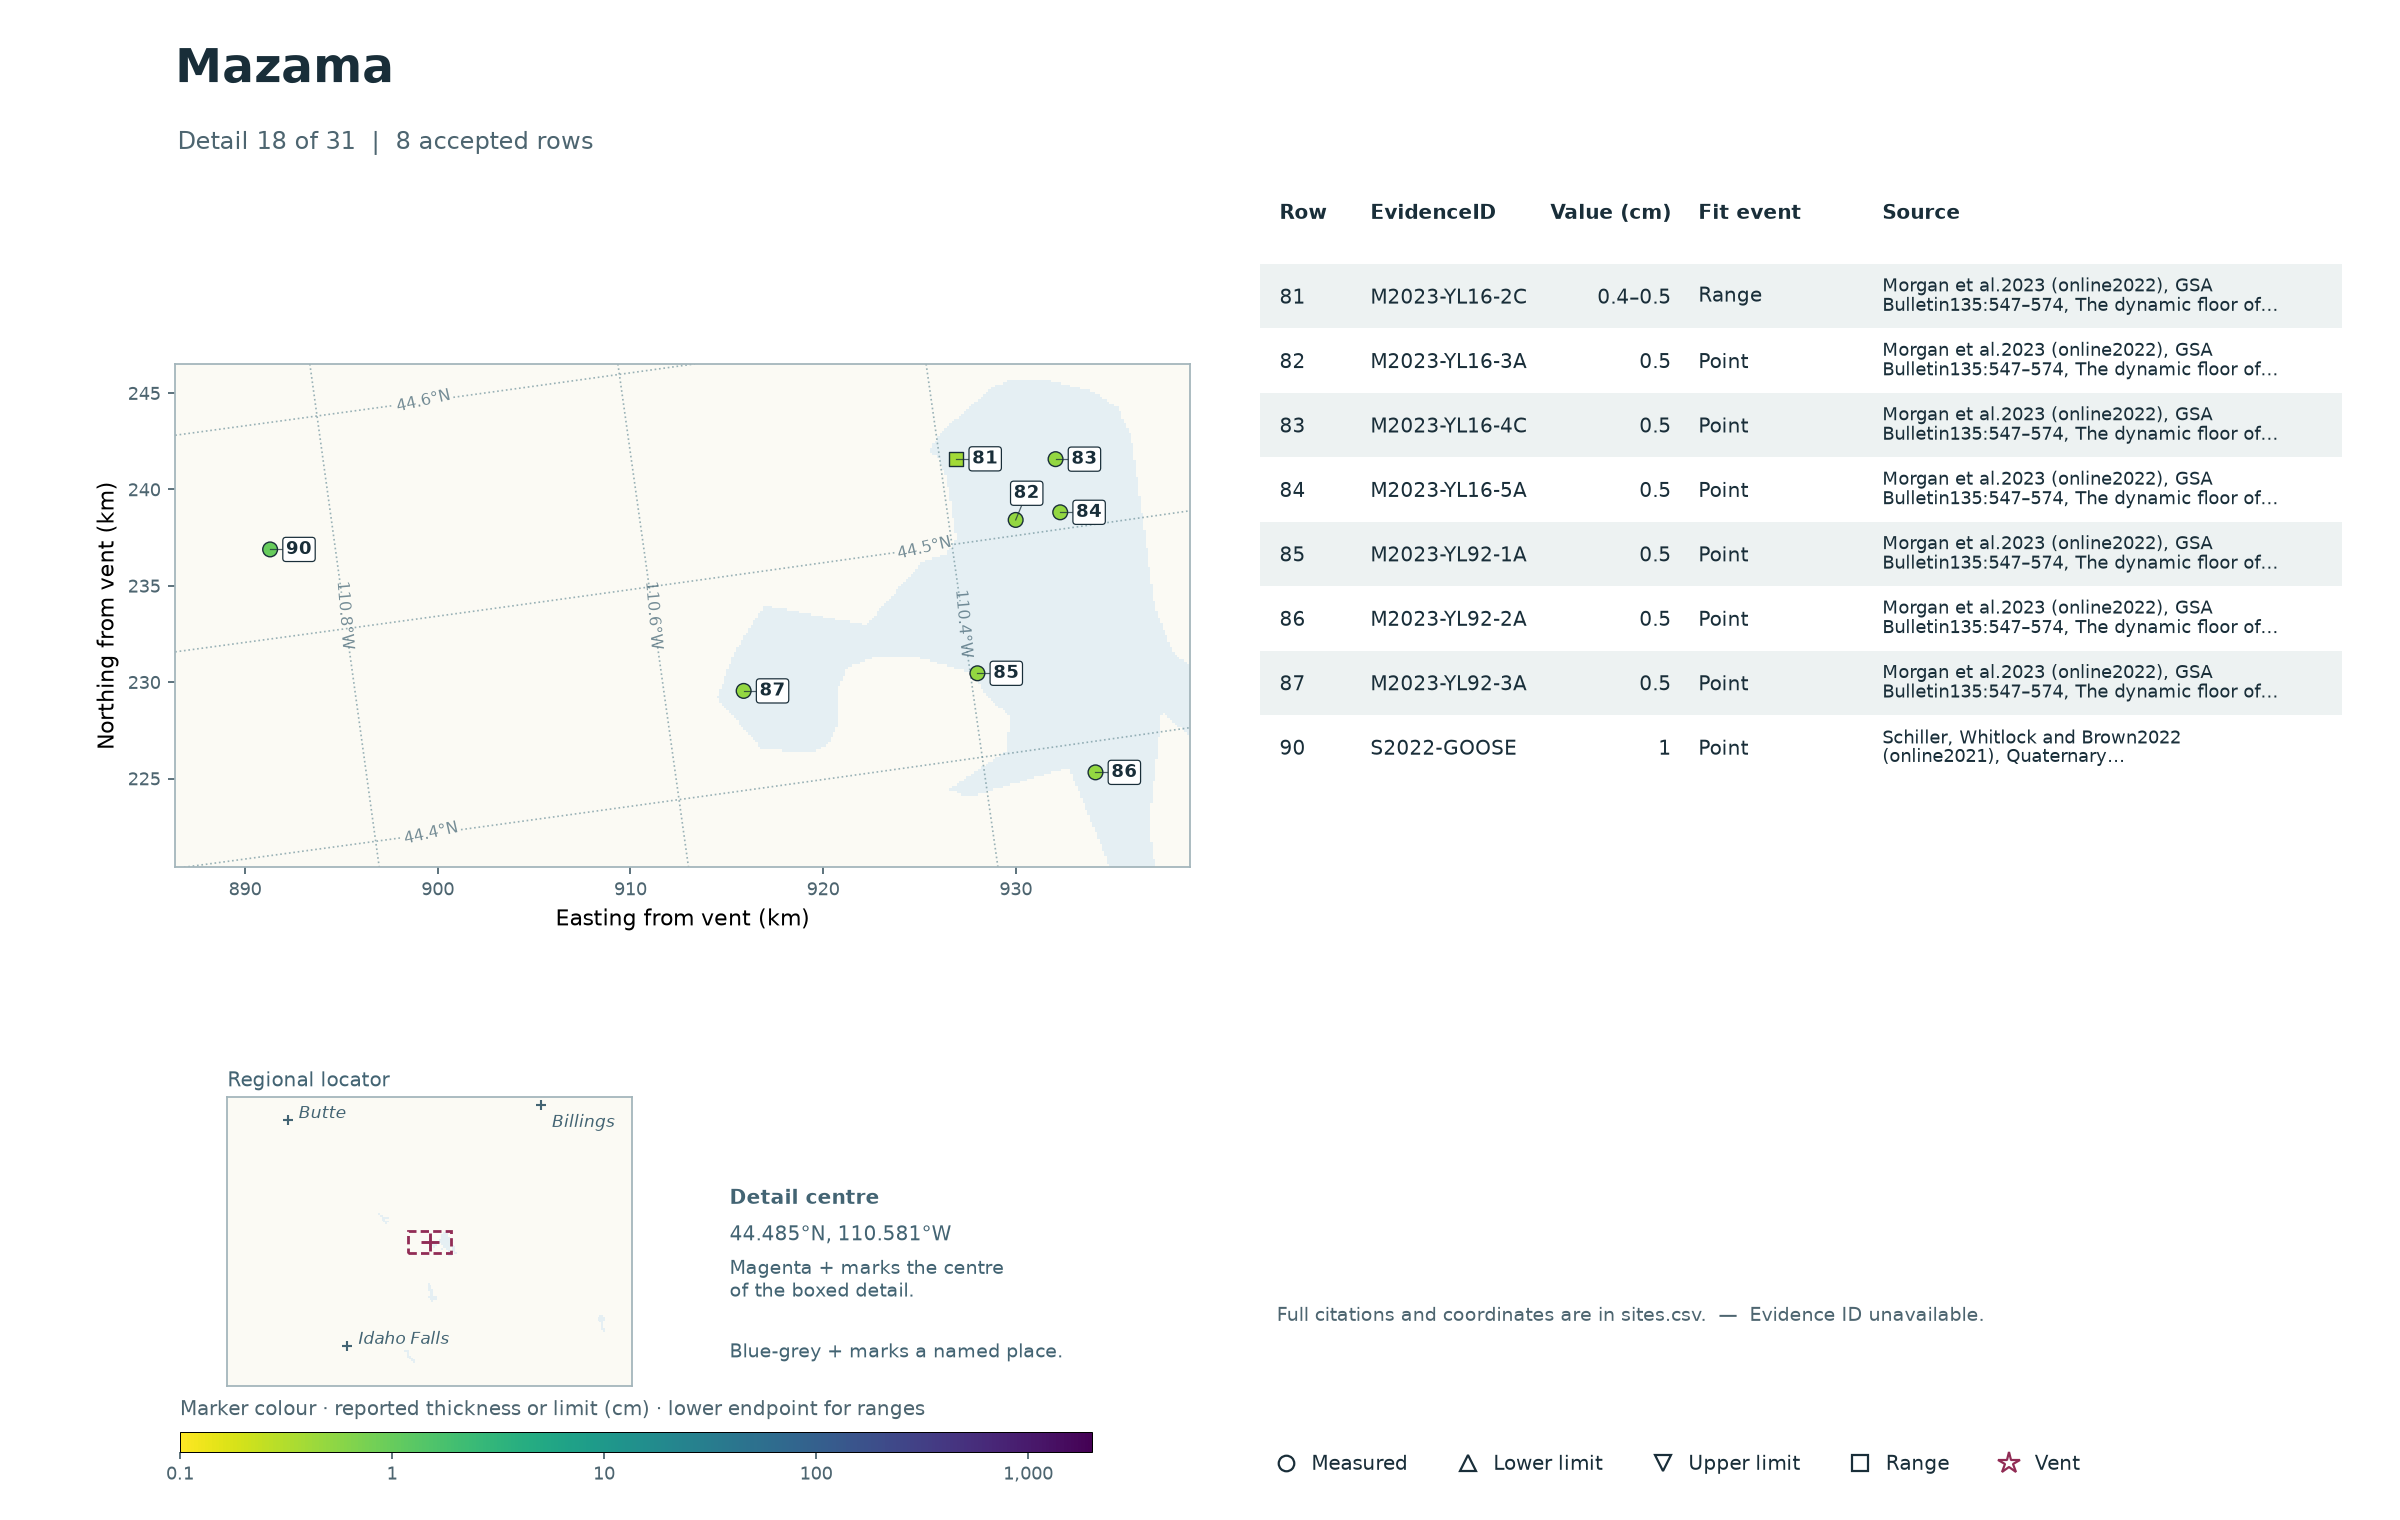 Mazama
Detail 18 of 31 | 8 accepted rows
Row EvidenceID Value (cm) Fit event Source
81 M2023-YL16-2C 0.4–0.5 Range Morgan et al.2023 (online2022), GSA
Bulletin135:547–574, The dynamic floor of…
82 M2023-YL16-3A 0.5 Point Morgan et al.2023 (online2022), GSA
Bulletin135:547–574, The dynamic floor of…
83 M2023-YL16-4C 0.5 Point Morgan et al.2023 (online2022), GSA
Bulletin135:547–574, The dynamic floor of…
84 M2023-YL16-5A 0.5 Point Morgan et al.2023 (online2022), GSA
Bulletin135:547–574, The dynamic floor of…
85 M2023-YL92-1A 0.5 Point Morgan et al.2023 (online2022), GSA
Bulletin135:547–574, The dynamic floor of…
86 M2023-YL92-2A 0.5 Point Morgan et al.2023 (online2022), GSA
Bulletin135:547–574, The dynamic floor of…
87 M2023-YL92-3A 0.5 Point Morgan et al.2023 (online2022), GSA
Bulletin135:547–574, The dynamic floor of…
90 S2022-GOOSE 1 Point Schiller, Whitlock and Brown2022
(online2021), Quaternary…
Northing from vent (km)
245
240
235
230
225
44.6°N
44.5°N
44.4°N
110.8°W
110.6°W
110.4°W
81
83
82
84
90
85
87
86
890 900 910 920 930
Easting from vent (km)
Regional locator
Butte
Billings
Idaho Falls
Detail centre
44.485°N, 110.581°W
Magenta + marks the centre
of the boxed detail.
Blue-grey + marks a named place.
Full citations and coordinates are in sites.csv. — Evidence ID unavailable.
Marker colour · reported thickness or limit (cm) · lower endpoint for ranges
0.1 1 10 100 1,000
Measured Lower limit Upper limit Range Vent